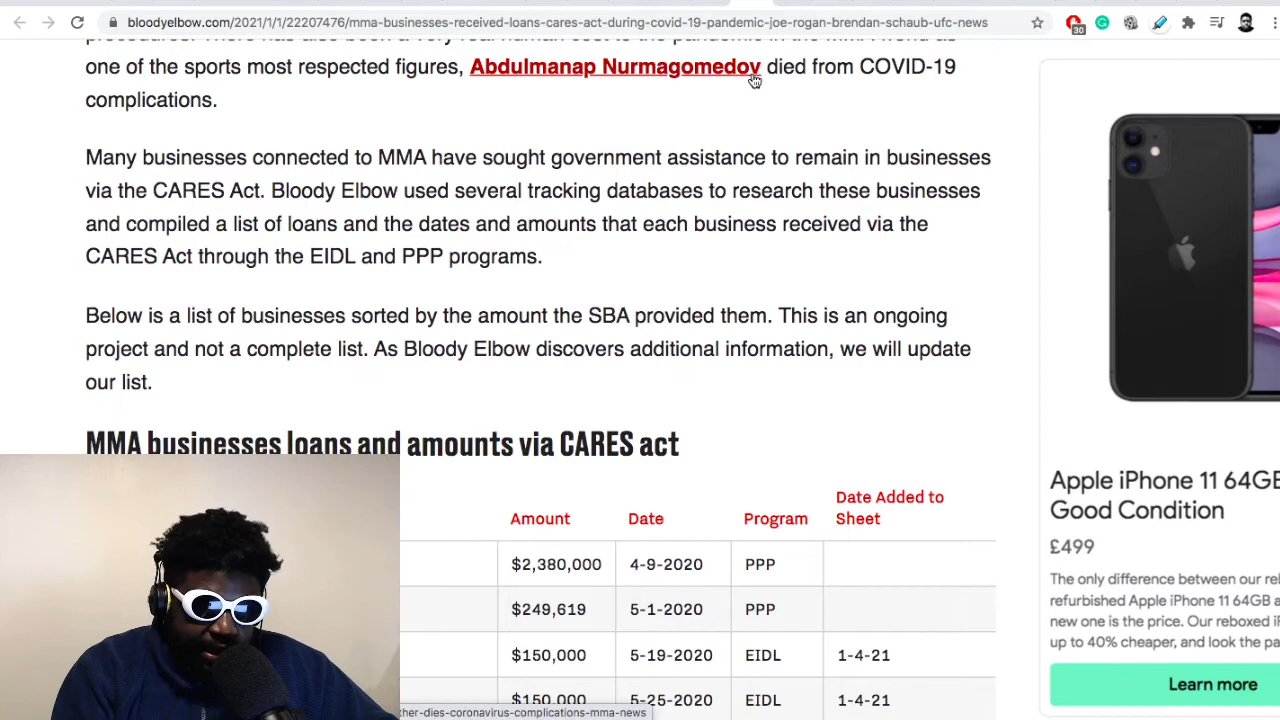 bloodyelbow.com/2021/1/1/22207476/mma-businesses-received-loans-cares-act-during-covid-19-pandemic-joe-rogan-brendan-schaub-ufc-news
30
one of the sports most respected figures, Abdulmanap Nurmagomedov died from COVID-19
complications.
Many businesses connected to MMA have sought government assistance to remain in businesses
via the CARES Act. Bloody Elbow used several tracking databases to research these businesses
and compiled a list of loans and the dates and amounts that each business received via the
CARES Act through the EIDL and PPP programs.
Below is a list of businesses sorted by the amount the SBA provided them. This is an ongoing
project and not a complete list. As Bloody Elbow discovers additional information, we will update
our list.
MMA businesses loans and amounts via CARES act
Amount Date Program Date Added to Sheet
$2,380,000 4-9-2020 PPP
$249,619 5-1-2020 PPP
$150,000 5-19-2020 EIDL 1-4-21
$150,000 5-25-2020 EIDL 1-4-21
ther-dies-coronavirus-complications-mma-news
Apple iPhone 11 64GB
Good Condition
£499
The only difference between our
refurbished Apple iPhone 11 64GB
new one is the price. Our reboxed
up to 40% cheaper, and look the
Learn more